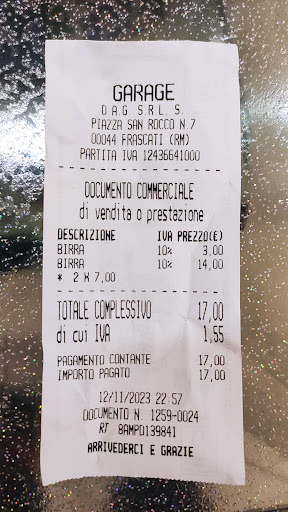 GARAGE
D.A.G. S.R.L. S.
PIAZZA SAN ROCCO N.7
00044 FRASCATI (RM)
PARTITA IVA 12436641000
DOCUMENTO COMMERCIALE
di vendita o prestazione
DESCRIZIONE IVA PREZZO(€)
BIRRA 10% 3,00
BIRRA 10% 14,00
* 2 X 7,00
TOTALE COMPLESSIVO 17,00
di cui IVA 1,55
PAGAMENTO CONTANTE 17,00
IMPORTO PAGATO 17,00
12/11/2023 22:57
DOCUMENTO N. 1259-0024
RT 8AMPD139841
ARRIVEDERCI E GRAZIE